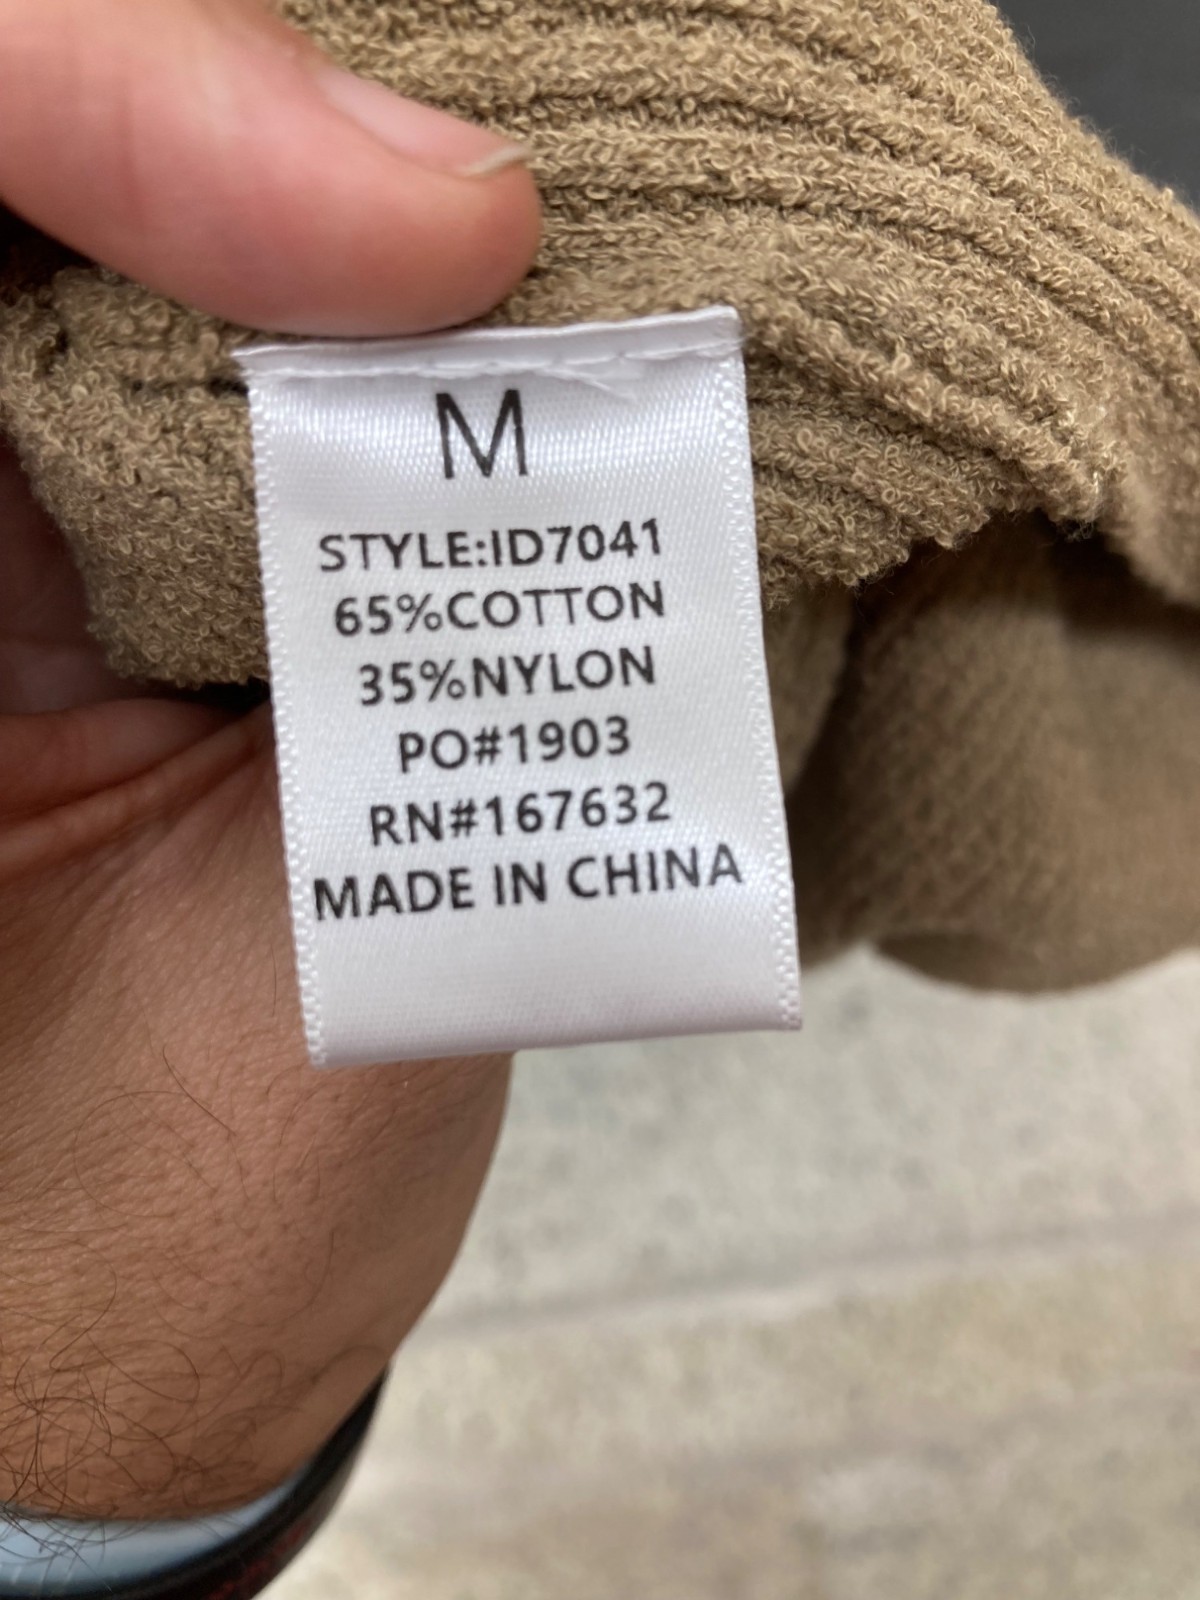 M
STYLE:ID7041
65%COTTON
35%NYLON
PO#1903
RN#167632
MADE IN CHINA